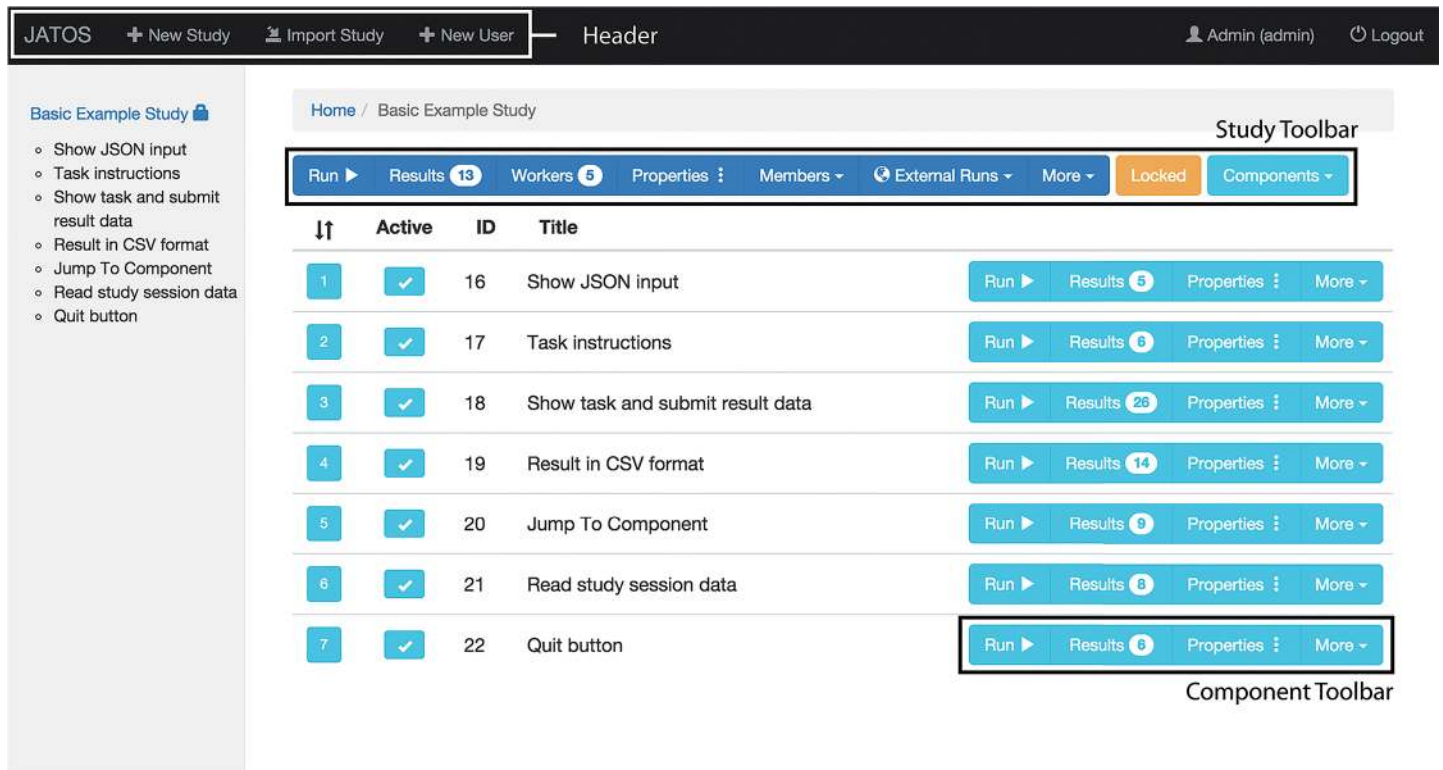 JATOS New Study Import Study New User Header Admin (admin) Logout
Basic Example Study
Show JSON input
Task instructions
Show task and submit
result data
Result in CSV format
Jump To Component
Read study session data
Quit button
Home / Basic Example Study
Study Toolbar
Run Results 13 Workers 5 Properties Members External Runs More Locked Components
Active ID Title
1 16 Show JSON input Run Results 5 Properties More
2 17 Task instructions Run Results 6 Properties More
3 18 Show task and submit result data Run Results 26 Properties More
4 19 Result in CSV format Run Results 14 Properties More
5 20 Jump To Component Run Results 9 Properties More
6 21 Read study session data Run Results 8 Properties More
7 22 Quit button Run Results 6 Properties More
Component Toolbar